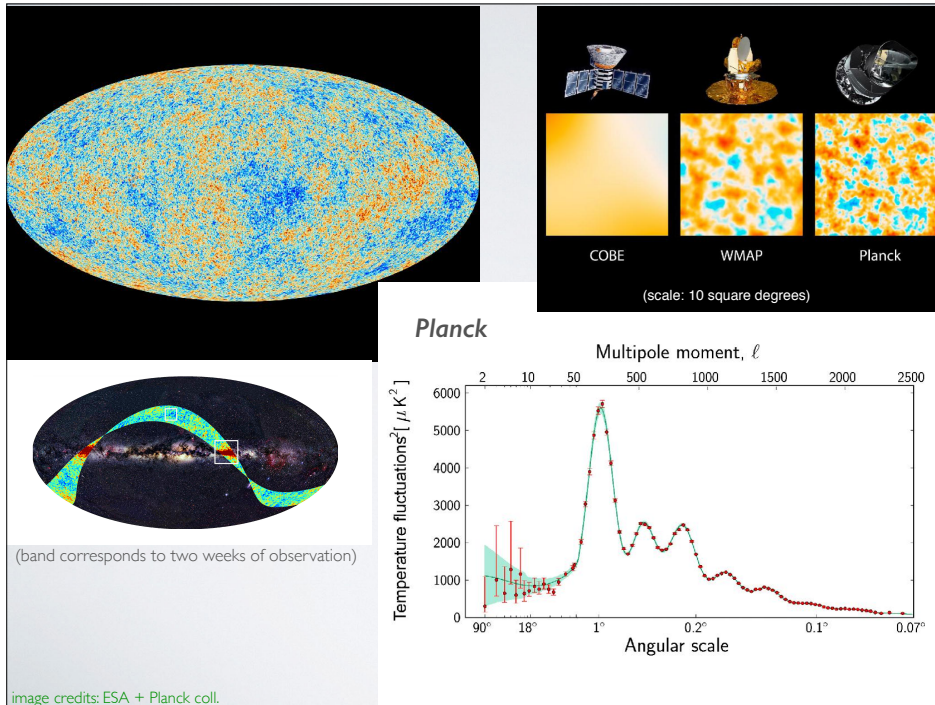 COBE
WMAP
Planck
(scale: 10 square degrees)
Planck
Multipole moment, ℓ
2 10 50 500 1000 1500 2000 2500
Temperature fluctuations² [ μ K² ]
6000
5000
4000
3000
2000
1000
0
90° 18° 1° 0.2° 0.1° 0.07°
Angular scale
(band corresponds to two weeks of observation)
image credits: ESA + Planck coll.